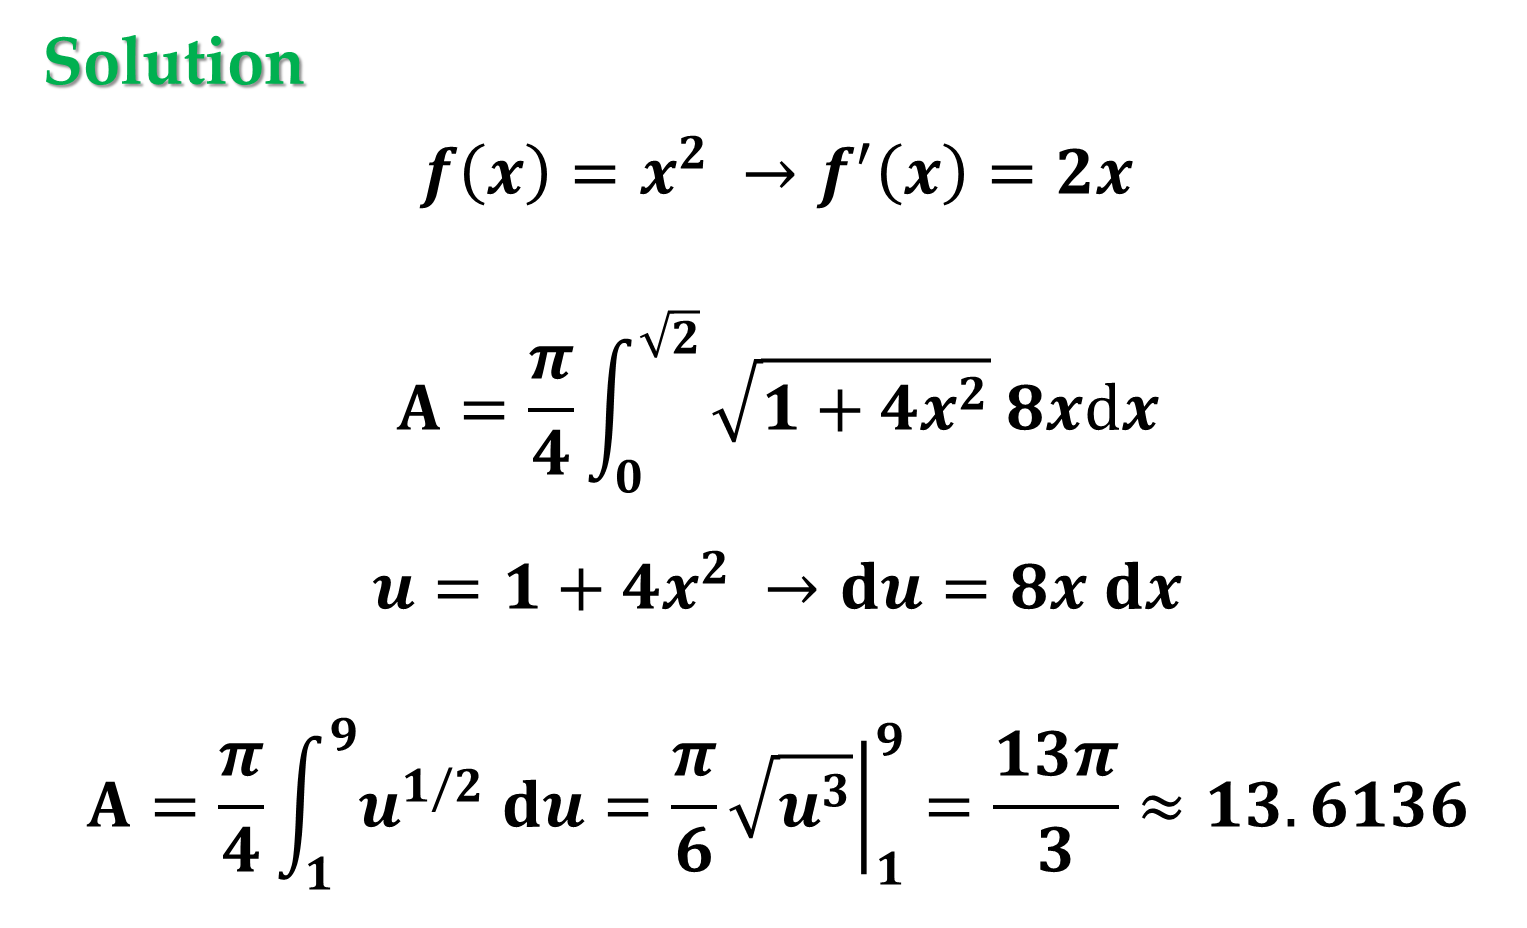 Solution
f(x) = x² → f′(x) = 2x
A = π/4 ∫₀^√2 √(1 + 4x²) 8xdx
u = 1 + 4x² → du = 8x dx
A = π/4 ∫₁⁹ u^1/2 du = π/6 √(u³) |₁⁹ = 13π/3 ≈ 13.6136